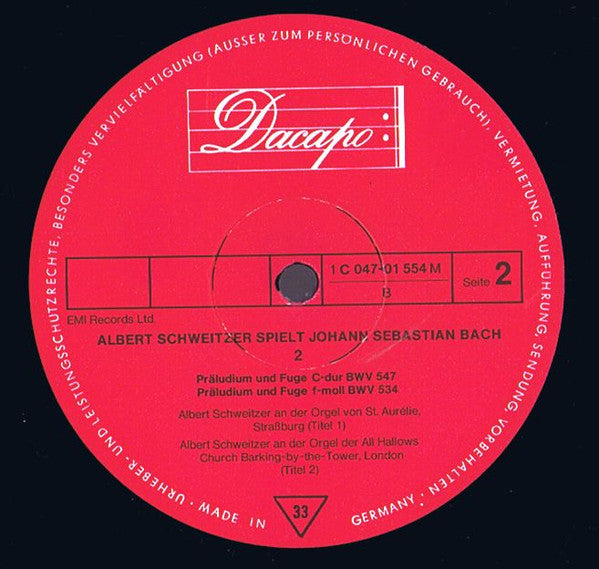 URHEBER- UND LEISTUNGSSCHUTZRECHTE, BESONDERS VERVIELFÄLTIGUNG (AUSSER ZUM PERSÖNLICHEN GEBRAUCH), VERMIETUNG, AUFFÜHRUNG, SENDUNG VORBEHALTEN · MADE IN GERMANY ·
Dacapo
1 C 047-01 554 M
B
Seite 2
EMI Records Ltd.
ALBERT SCHWEITZER SPIELT JOHANN SEBASTIAN BACH
2
Präludium und Fuge C-dur BWV 547
Präludium und Fuge f-moll BWV 534
Albert Schweitzer an der Orgel von St. Aurélie,
Straßburg (Titel 1)
Albert Schweitzer an der Orgel der All Hallows
Church Barking-by-the-Tower, London
(Titel 2)
33